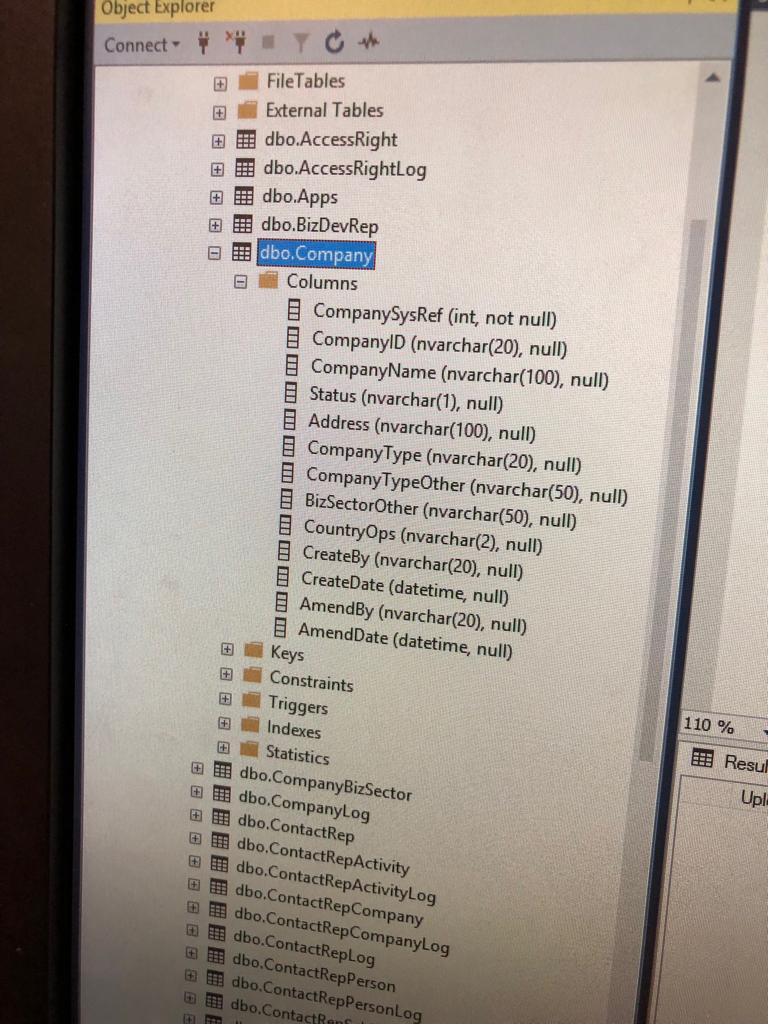 Object Explorer
Connect
FileTables
External Tables
dbo.AccessRight
dbo.AccessRightLog
dbo.Apps
dbo.BizDevRep
dbo.Company
Columns
CompanySysRef (int, not null)
CompanyID (nvarchar(20), null)
CompanyName (nvarchar(100), null)
Status (nvarchar(1), null)
Address (nvarchar(100), null)
CompanyType (nvarchar(20), null)
CompanyTypeOther (nvarchar(50), null)
BizSectorOther (nvarchar(50), null)
CountryOps (nvarchar(2), null)
CreateBy (nvarchar(20), null)
CreateDate (datetime, null)
AmendBy (nvarchar(20), null)
AmendDate (datetime, null)
Keys
Constraints
Triggers
Indexes
Statistics
dbo.CompanyBizSector
dbo.CompanyLog
dbo.ContactRep
dbo.ContactRepActivity
dbo.ContactRepActivityLog
dbo.ContactRepCompany
dbo.ContactRepCompanyLog
dbo.ContactRepLog
dbo.ContactRepPerson
dbo.ContactRepPersonLog
110 %
Resul
Upl